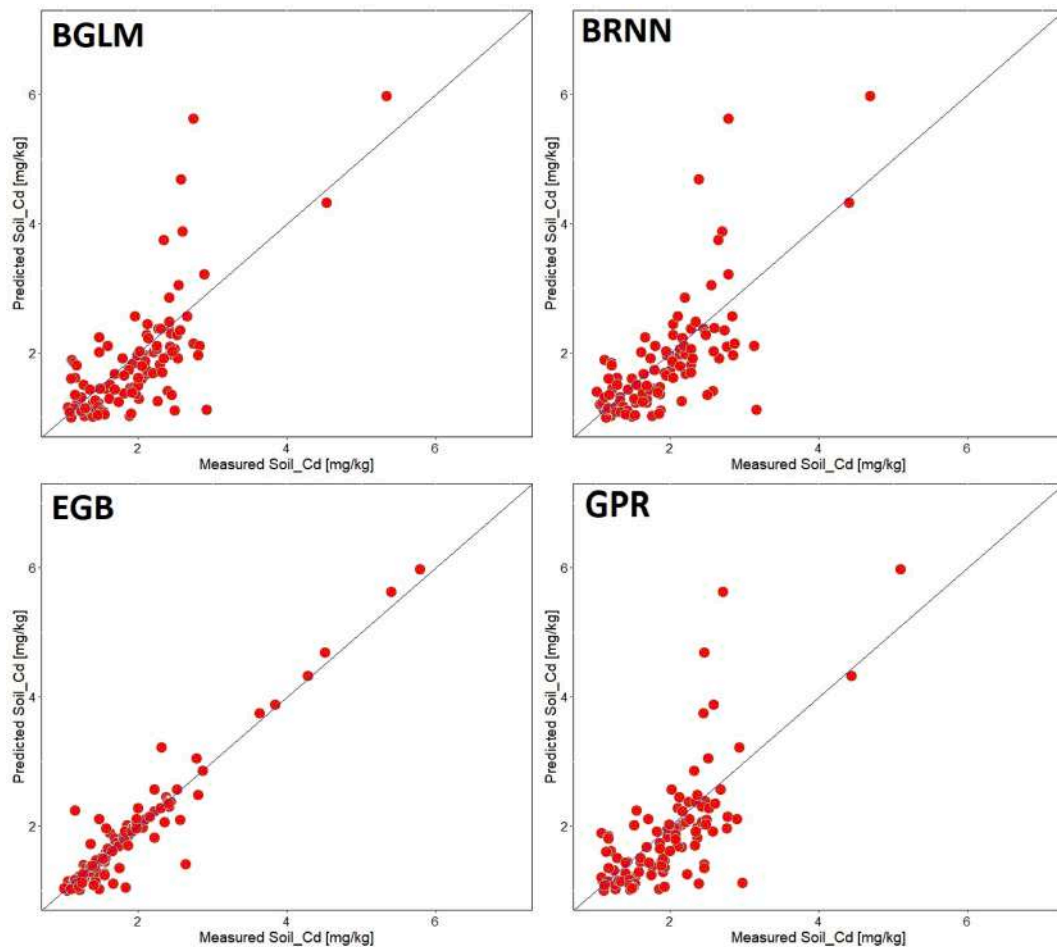 BGLM
6
4
2
Predicted Soil_Cd [mg/kg]
2 4 6
Measured Soil_Cd [mg/kg]
BRNN
6
4
2
Predicted Soil_Cd [mg/kg]
2 4 6
Measured Soil_Cd [mg/kg]
EGB
6
4
2
Predicted Soil_Cd [mg/kg]
2 4 6
Measured Soil_Cd [mg/kg]
GPR
6
4
2
Predicted Soil_Cd [mg/kg]
2 4 6
Measured Soil_Cd [mg/kg]